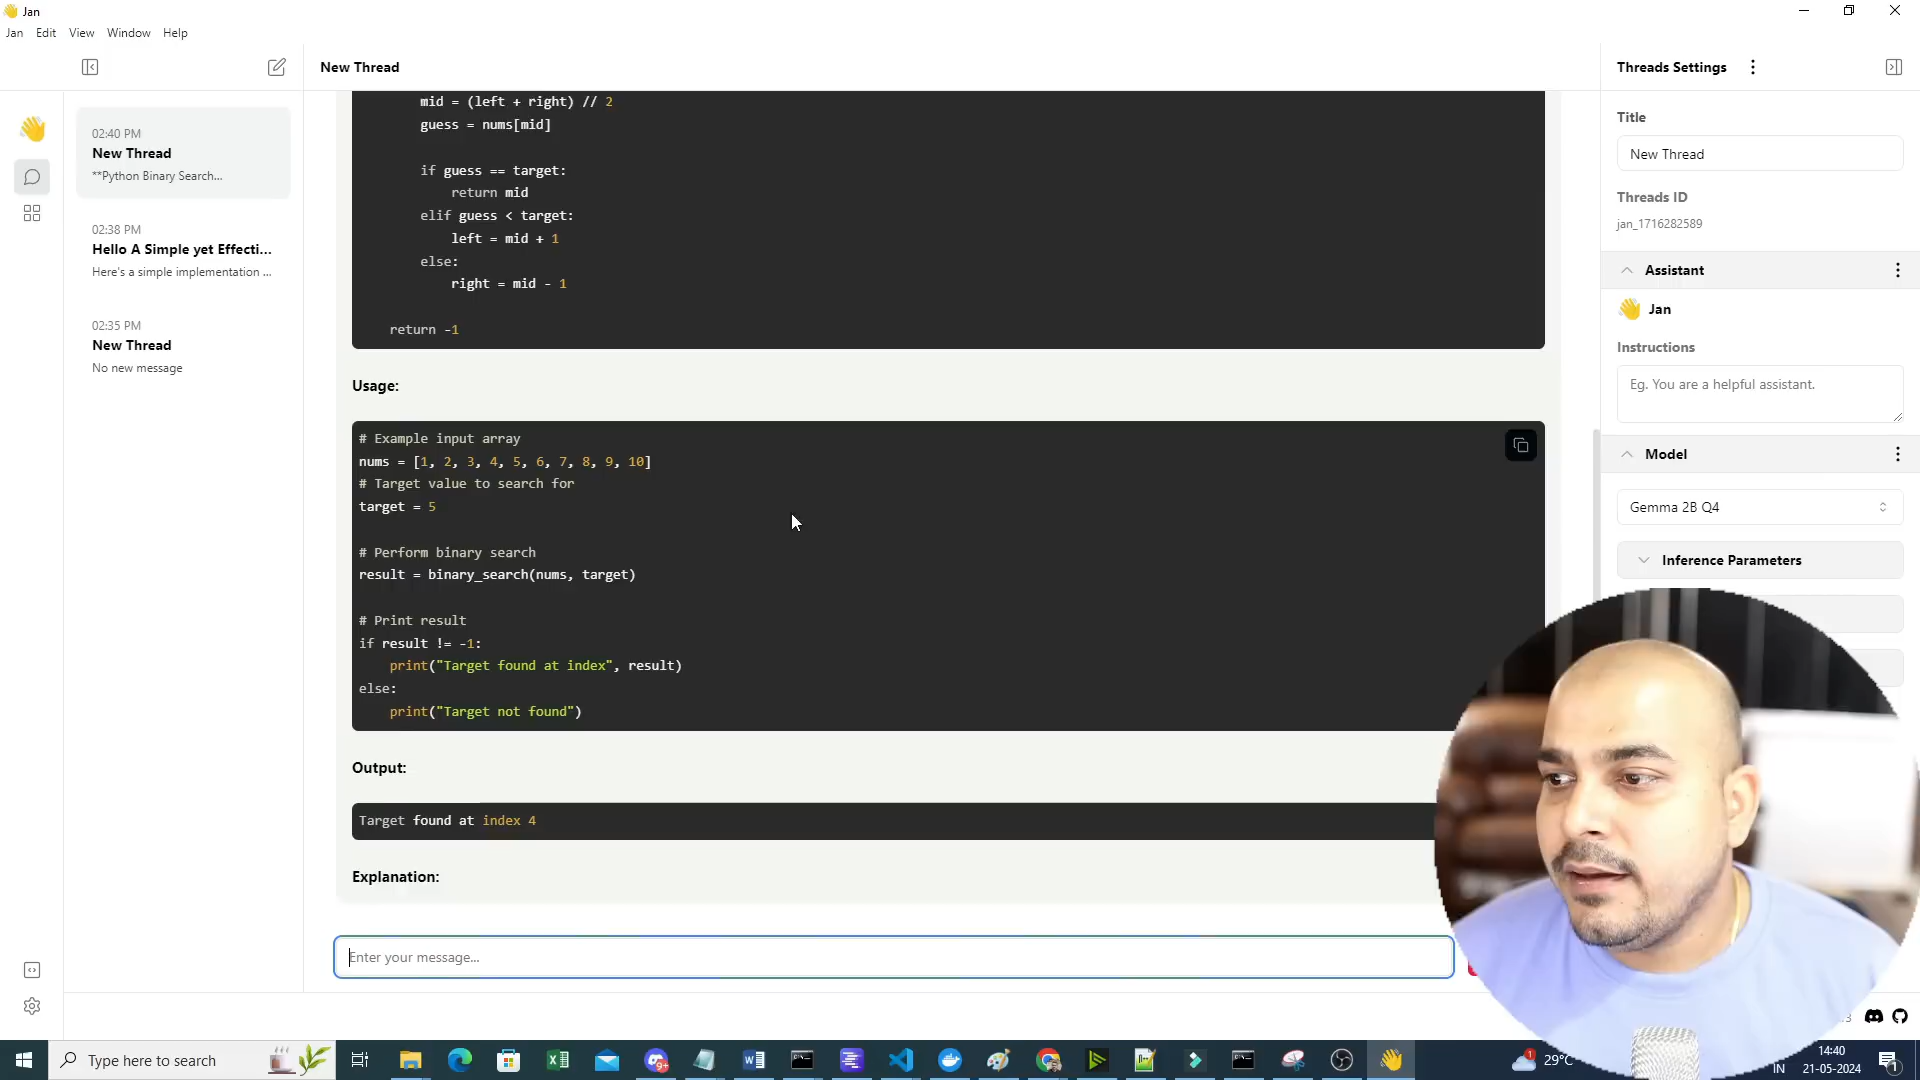 Jan
Jan Edit View Window Help
New Thread
Threads Settings
02:40 PM
New Thread
**Python Binary Search...
02:38 PM
Hello A Simple yet Effecti...
Here's a simple implementation ...
02:35 PM
New Thread
No new message
mid = (left + right) // 2
guess = nums[mid]
if guess == target:
return mid
elif guess < target:
left = mid + 1
else:
right = mid - 1
return -1
Usage:
# Example input array
nums = [1, 2, 3, 4, 5, 6, 7, 8, 9, 10]
# Target value to search for
target = 5
# Perform binary search
result = binary_search(nums, target)
# Print result
if result != -1:
print("Target found at index", result)
else:
print("Target not found")
Output:
Target found at index 4
Explanation:
Enter your message...
Title
New Thread
Threads ID
jan_1716282589
Assistant
Jan
Instructions
Eg. You are a helpful assistant.
Model
Gemma 2B Q4
Inference Parameters
Type here to search
9+
1
29°C
IN
14:40
21-05-2024
1